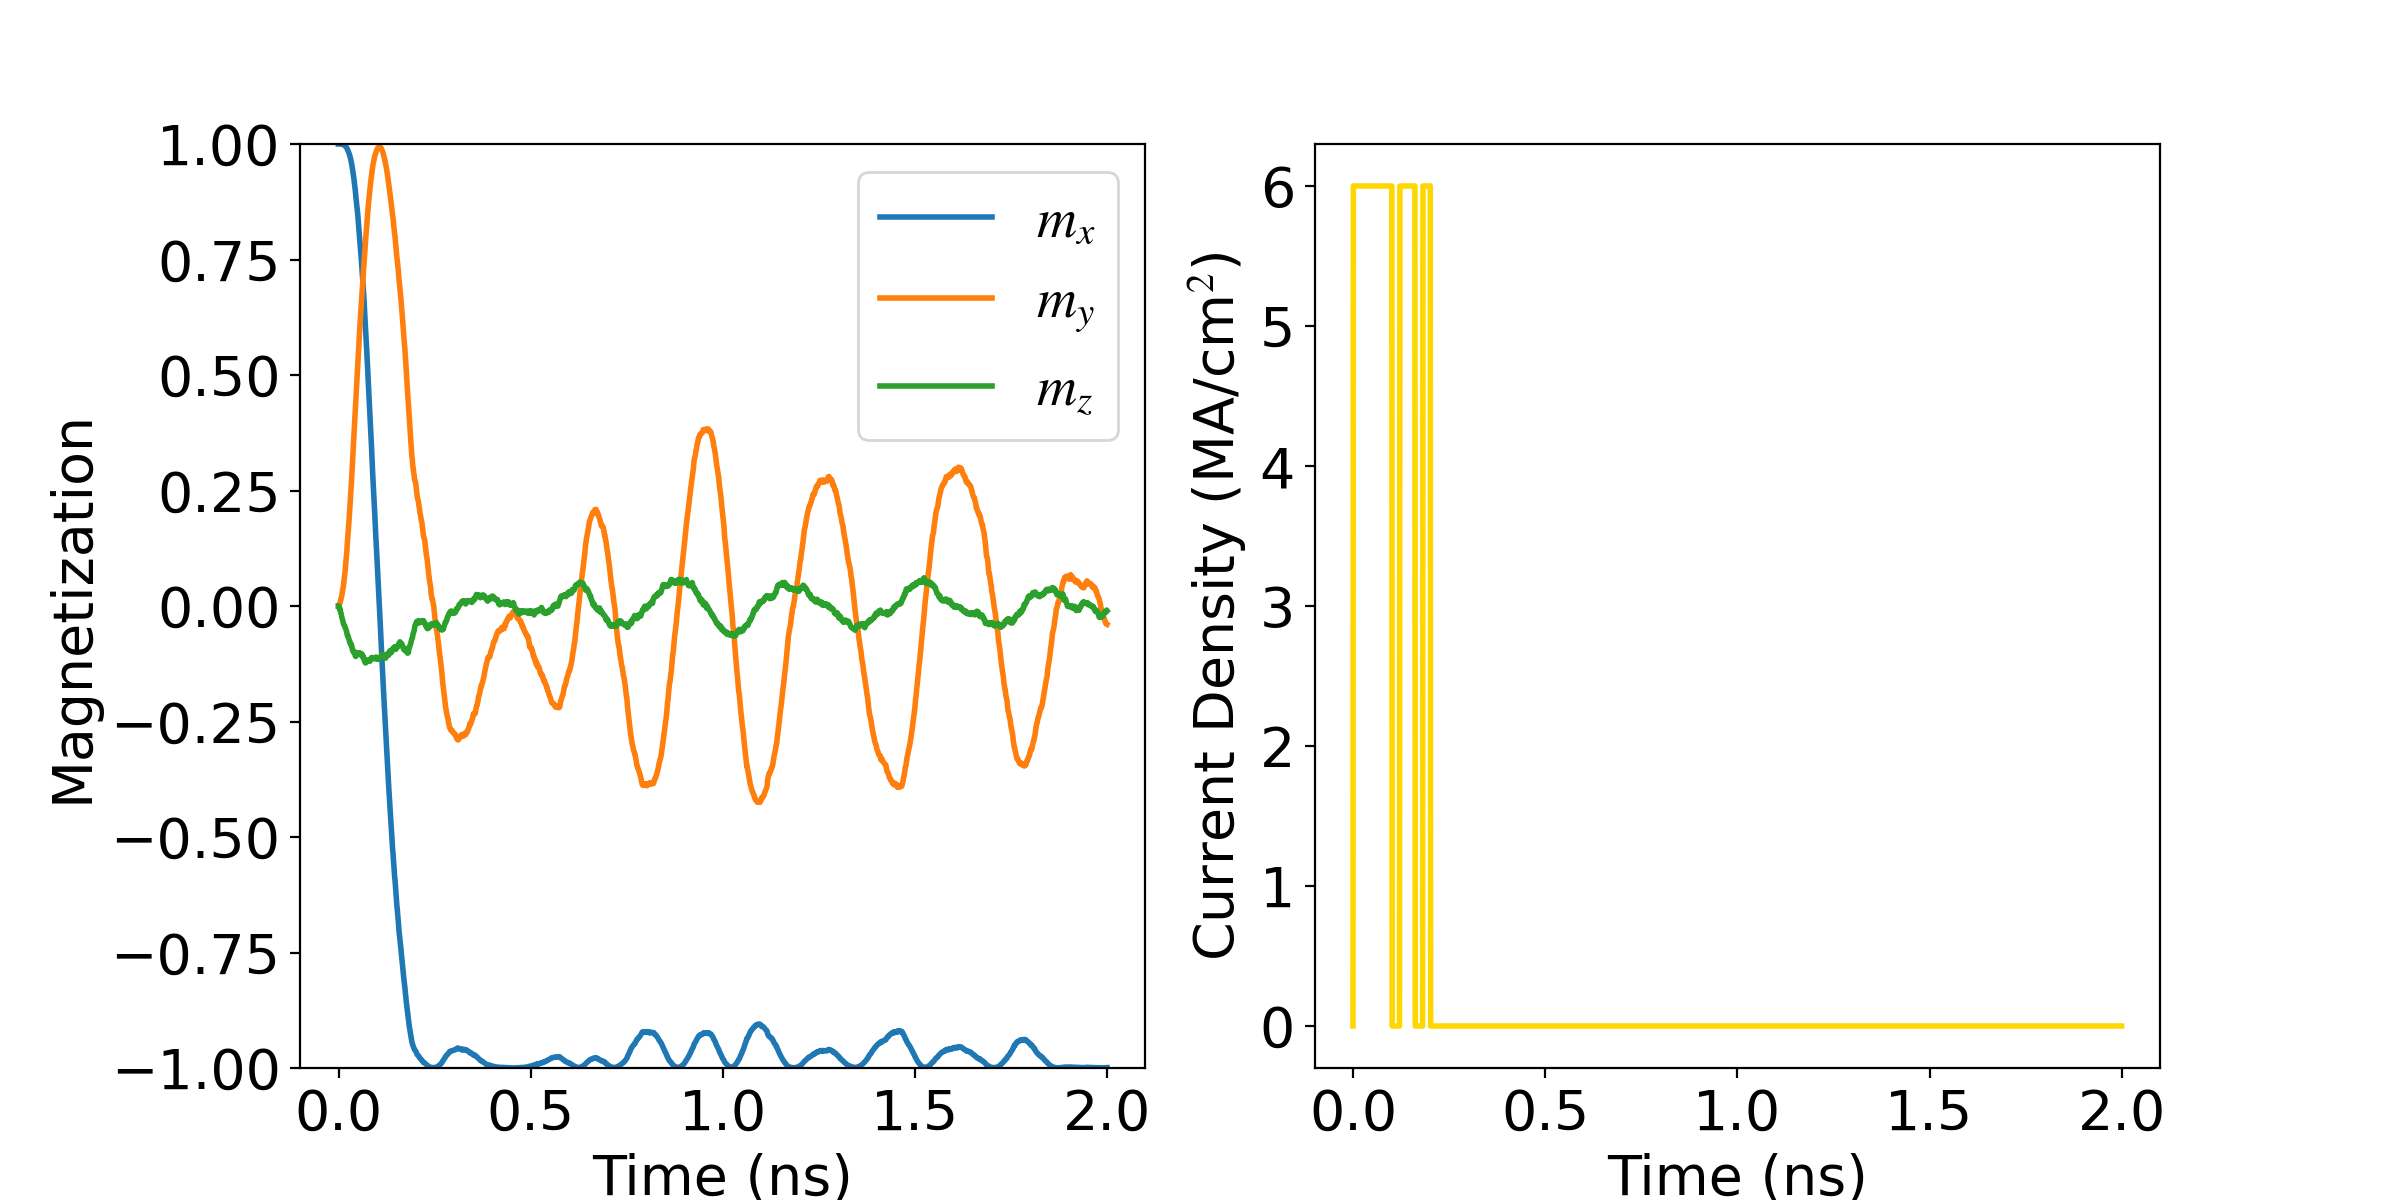 1.00
0.75
0.50
0.25
0.00
−0.25
−0.50
−0.75
−1.00
Magnetization
0.0 0.5 1.0 1.5 2.0
Time (ns)
m_x
m_y
m_z
6
5
4
3
2
1
0
Current Density (MA/cm²)
0.0 0.5 1.0 1.5 2.0
Time (ns)